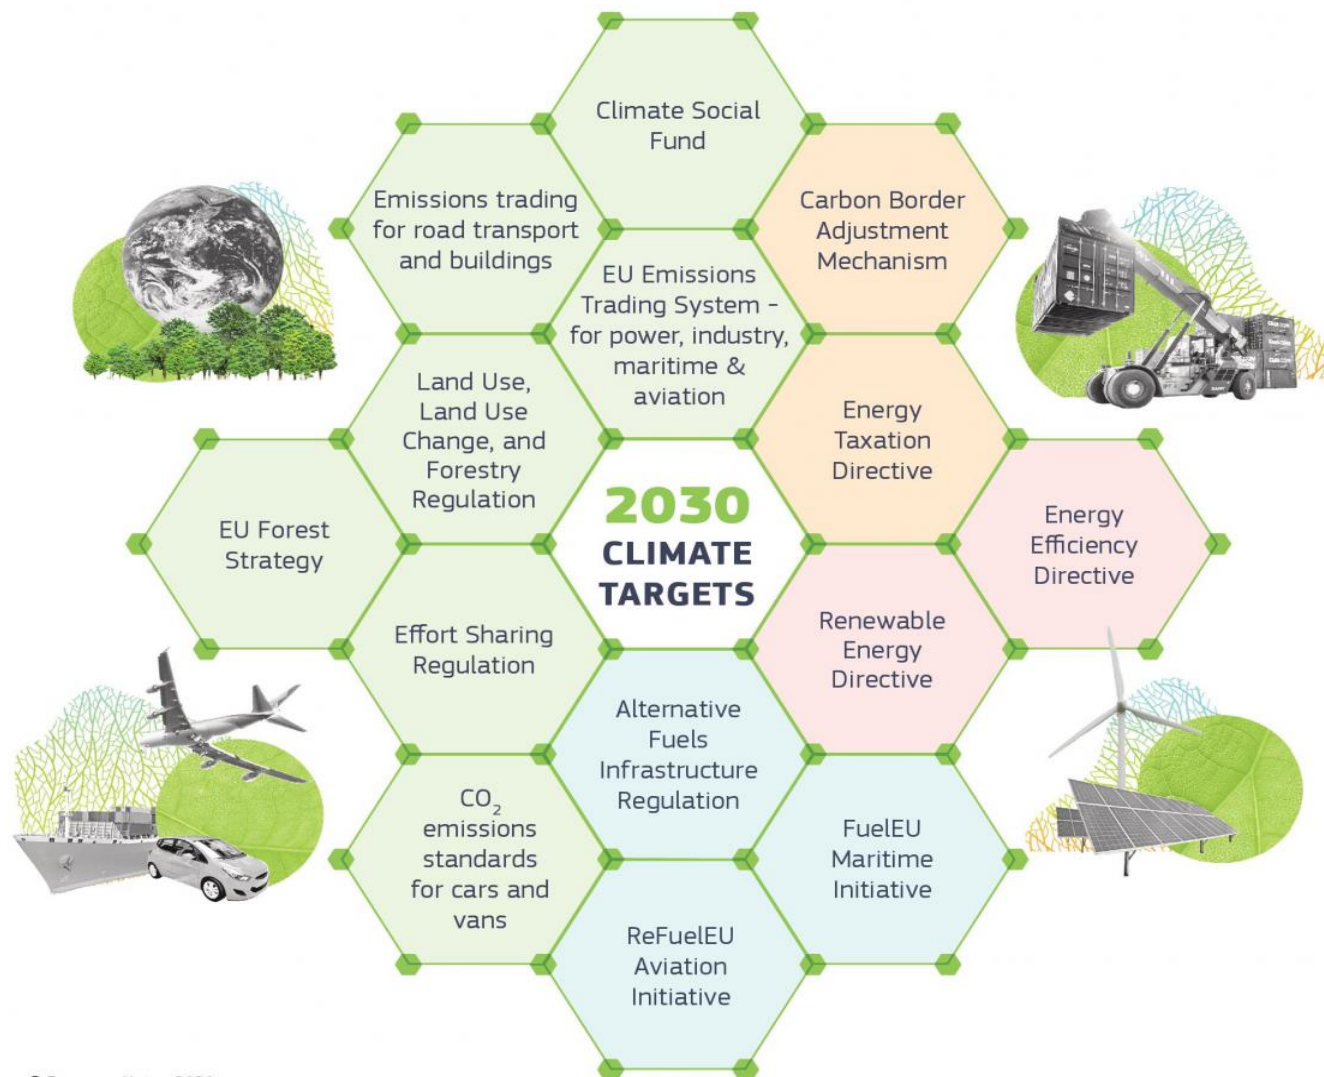 Climate Social
Fund
Emissions trading
for road transport
and buildings
Carbon Border
Adjustment
Mechanism
EU Emissions
Trading System –
for power, industry,
maritime &
aviation
Land Use,
Land Use
Change, and
Forestry
Regulation
Energy
Taxation
Directive
EU Forest
Strategy
2030
CLIMATE
TARGETS
Energy
Efficiency
Directive
Effort Sharing
Regulation
Renewable
Energy
Directive
Alternative
Fuels
Infrastructure
Regulation
CO₂
emissions
standards
for cars and
vans
FuelEU
Maritime
Initiative
ReFuelEU
Aviation
Initiative